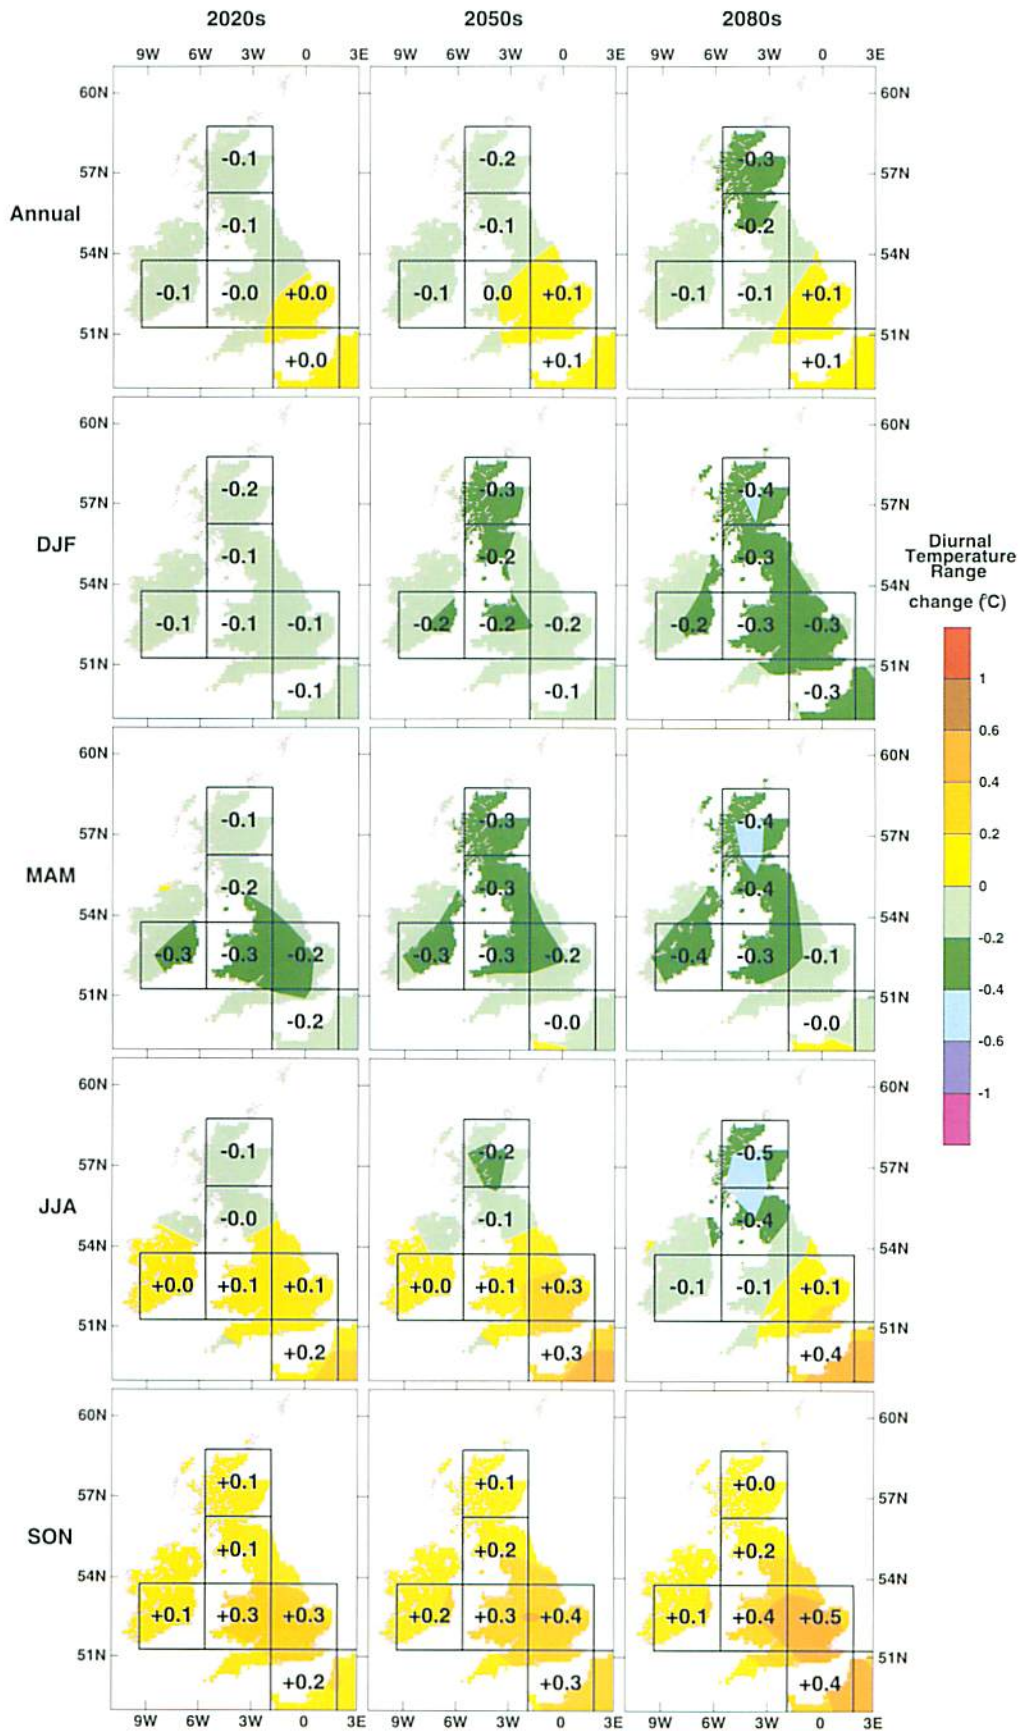 2020s 2050s 2080s
9W 6W 3W 0 3E 9W 6W 3W 0 3E 9W 6W 3W 0 3E
60N 60N
-0.1 -0.2 -0.3
57N 57N
Annual
-0.1 -0.1 -0.2
54N 54N
-0.1 -0.0 +0.0 -0.1 0.0 +0.1 -0.1 -0.1 +0.1
51N 51N
+0.0 +0.1 +0.1
60N 60N
-0.2 -0.3 -0.4
57N 57N
DJF
-0.1 -0.2 -0.3
54N 54N
-0.1 -0.1 -0.1 -0.2 -0.2 -0.2 -0.2 -0.3 -0.3
51N 51N
-0.1 -0.1 -0.3
Diurnal
Temperature
Range
change (°C)
1
0.6
0.4
0.2
0
-0.2
-0.4
-0.6
-1
60N 60N
-0.1 -0.3 -0.4
57N 57N
MAM
-0.2 -0.3 -0.4
54N 54N
-0.3 -0.3 -0.2 -0.3 -0.3 -0.2 -0.4 -0.3 -0.1
51N 51N
-0.2 -0.0 -0.0
60N 60N
-0.1 -0.2 -0.5
57N 57N
JJA
-0.0 -0.1 -0.4
54N 54N
+0.0 +0.1 +0.1 +0.0 +0.1 +0.3 -0.1 -0.1 +0.1
51N 51N
+0.2 +0.3 +0.4
60N 60N
+0.1 +0.1 +0.0
57N 57N
SON
+0.1 +0.2 +0.2
54N 54N
+0.1 +0.3 +0.3 +0.2 +0.3 +0.4 +0.1 +0.4 +0.5
51N 51N
+0.2 +0.3 +0.4
9W 6W 3W 0 3E 9W 6W 3W 0 3E 9W 6W 3W 0 3E